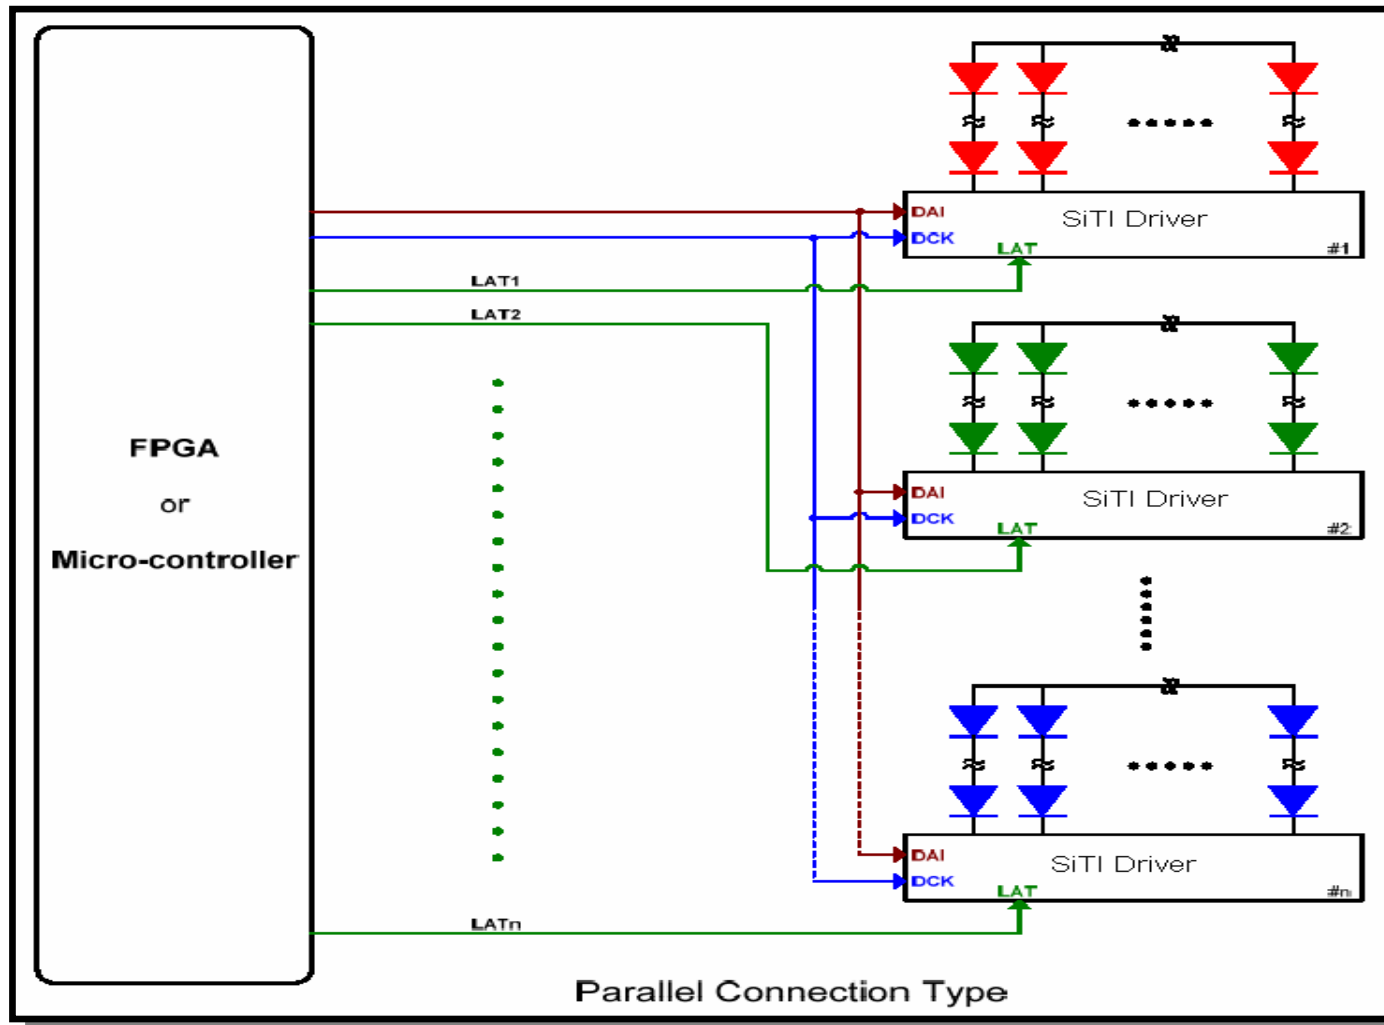 DAI
SiTI Driver
DCK
LAT
#1
LAT1
LAT2
FPGA
or
Micro-controller
DAI
SiTI Driver
DCK
LAT
#2
DAI
SiTI Driver
DCK
LAT
#n
LATn
Parallel Connection Type